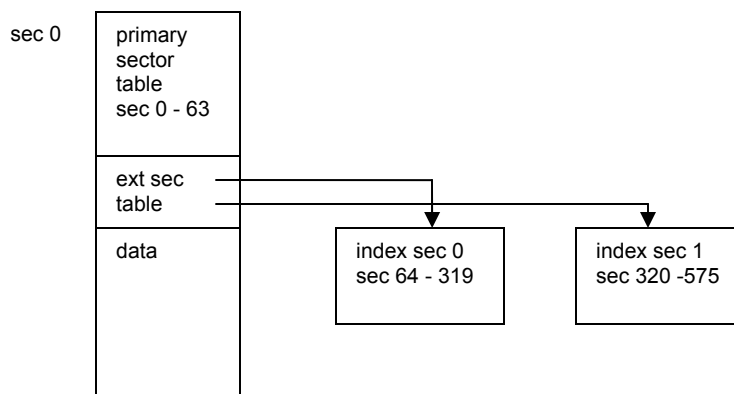 sec 0
primary
sector
table
sec 0 - 63
ext sec
table
data
index sec 0
sec 64 - 319
index sec 1
sec 320 -575